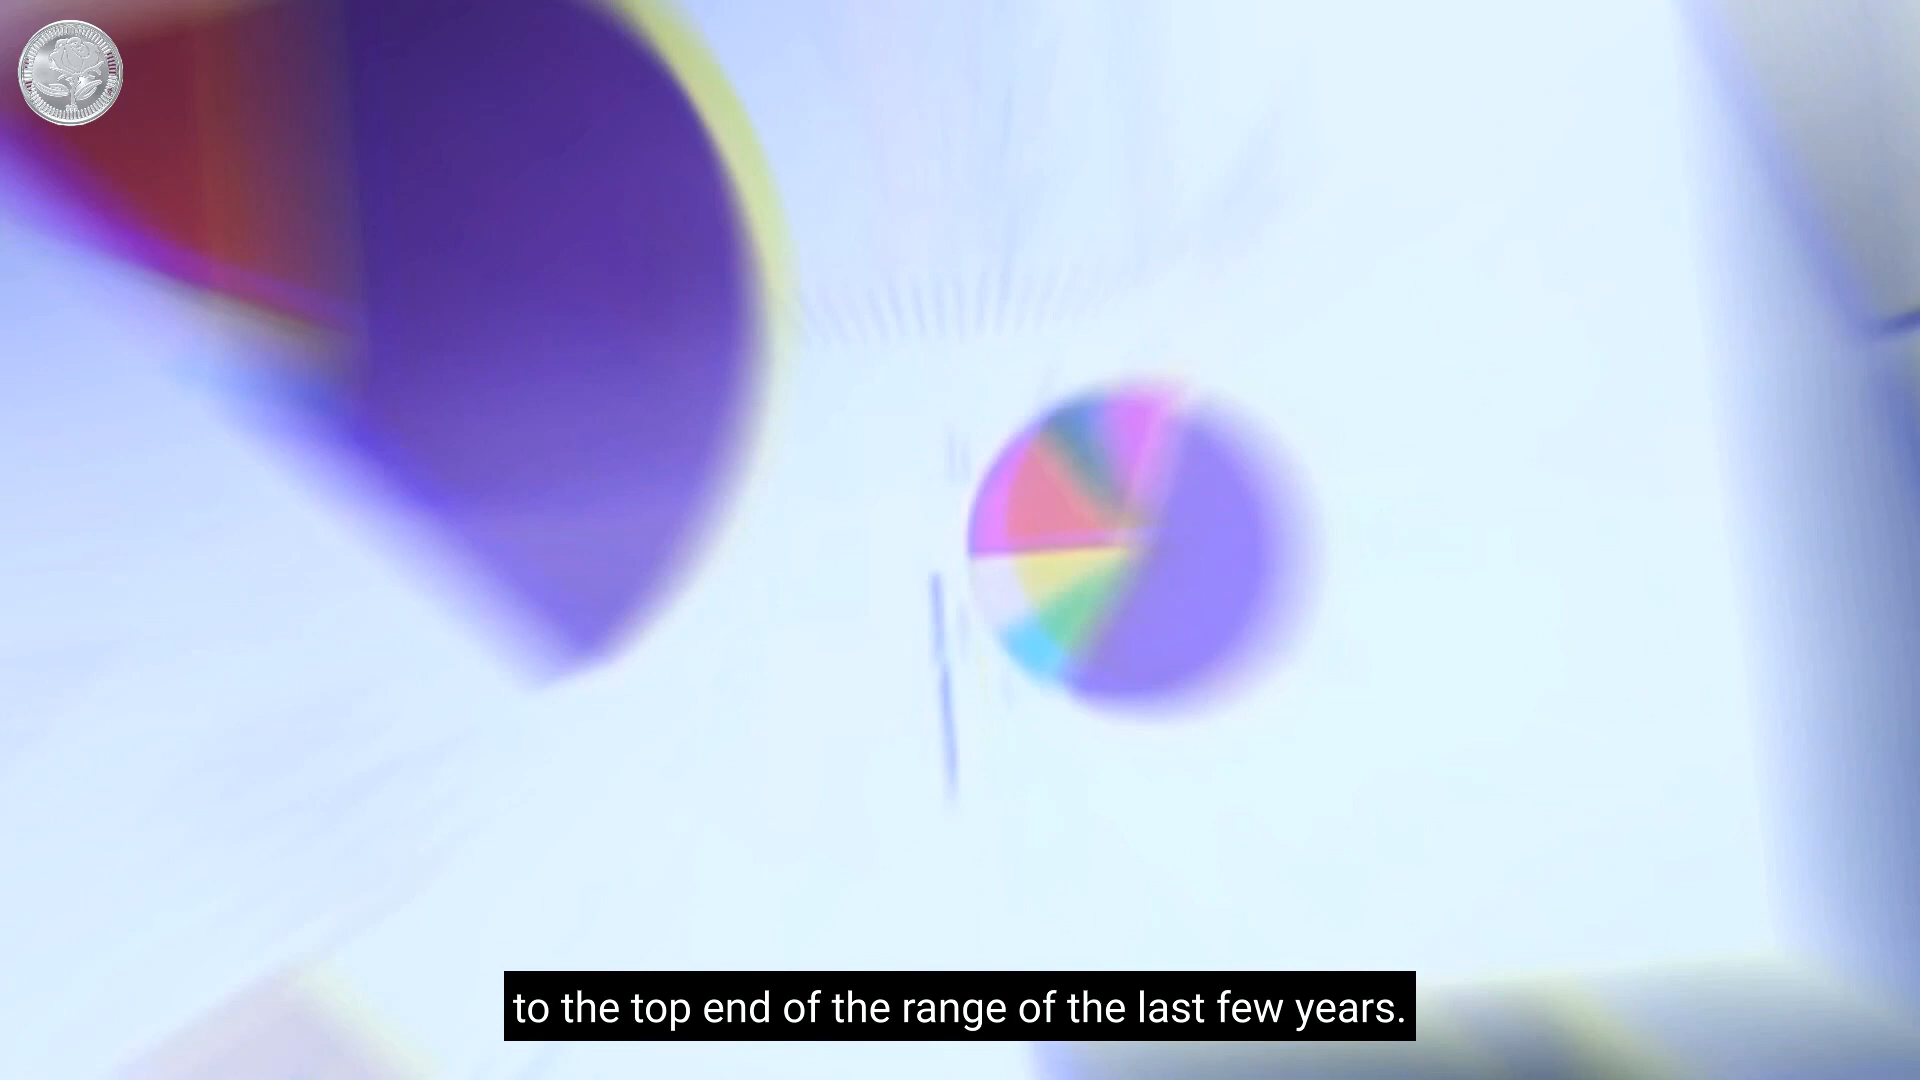 to the top end of the range of the last few years.